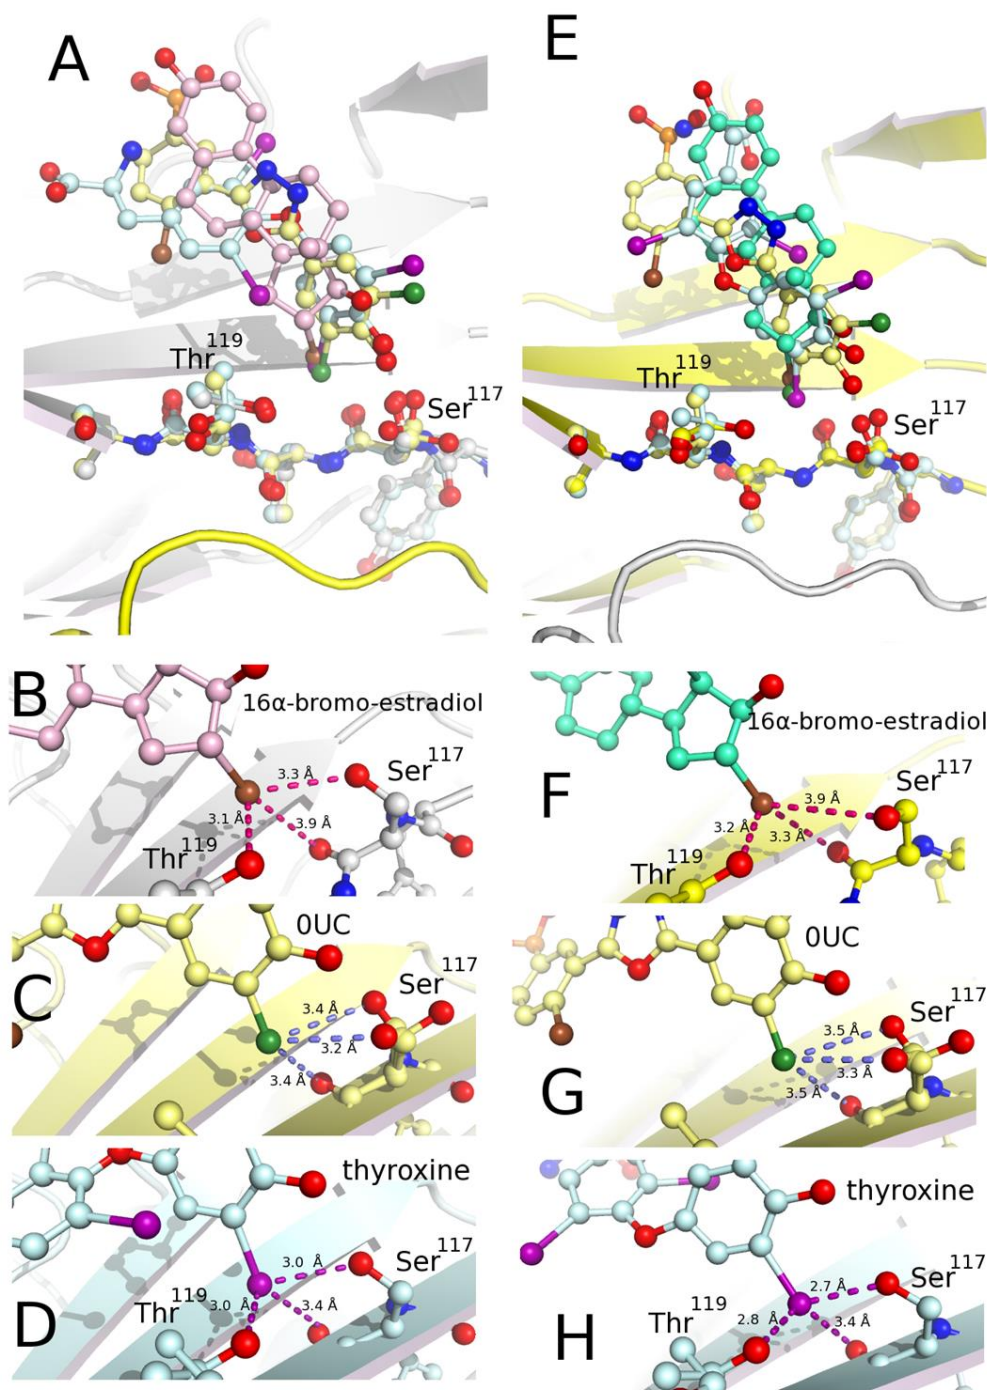 A
E
Thr119
Ser117
Thr119
Ser117
B
16α-bromo-estradiol
3.3 Å
Ser117
3.1 Å
3.9 Å
Thr119
16α-bromo-estradiol
F
Ser117
3.9 Å
3.2 Å
3.3 Å
Thr119
C
0UC
Ser117
3.4 Å
3.2 Å
3.4 Å
0UC
G
Ser117
3.5 Å
3.3 Å
3.5 Å
D
thyroxine
Ser117
3.0 Å
3.0 Å
3.4 Å
Thr119
thyroxine
H
Ser117
2.7 Å
2.8 Å
3.4 Å
Thr119